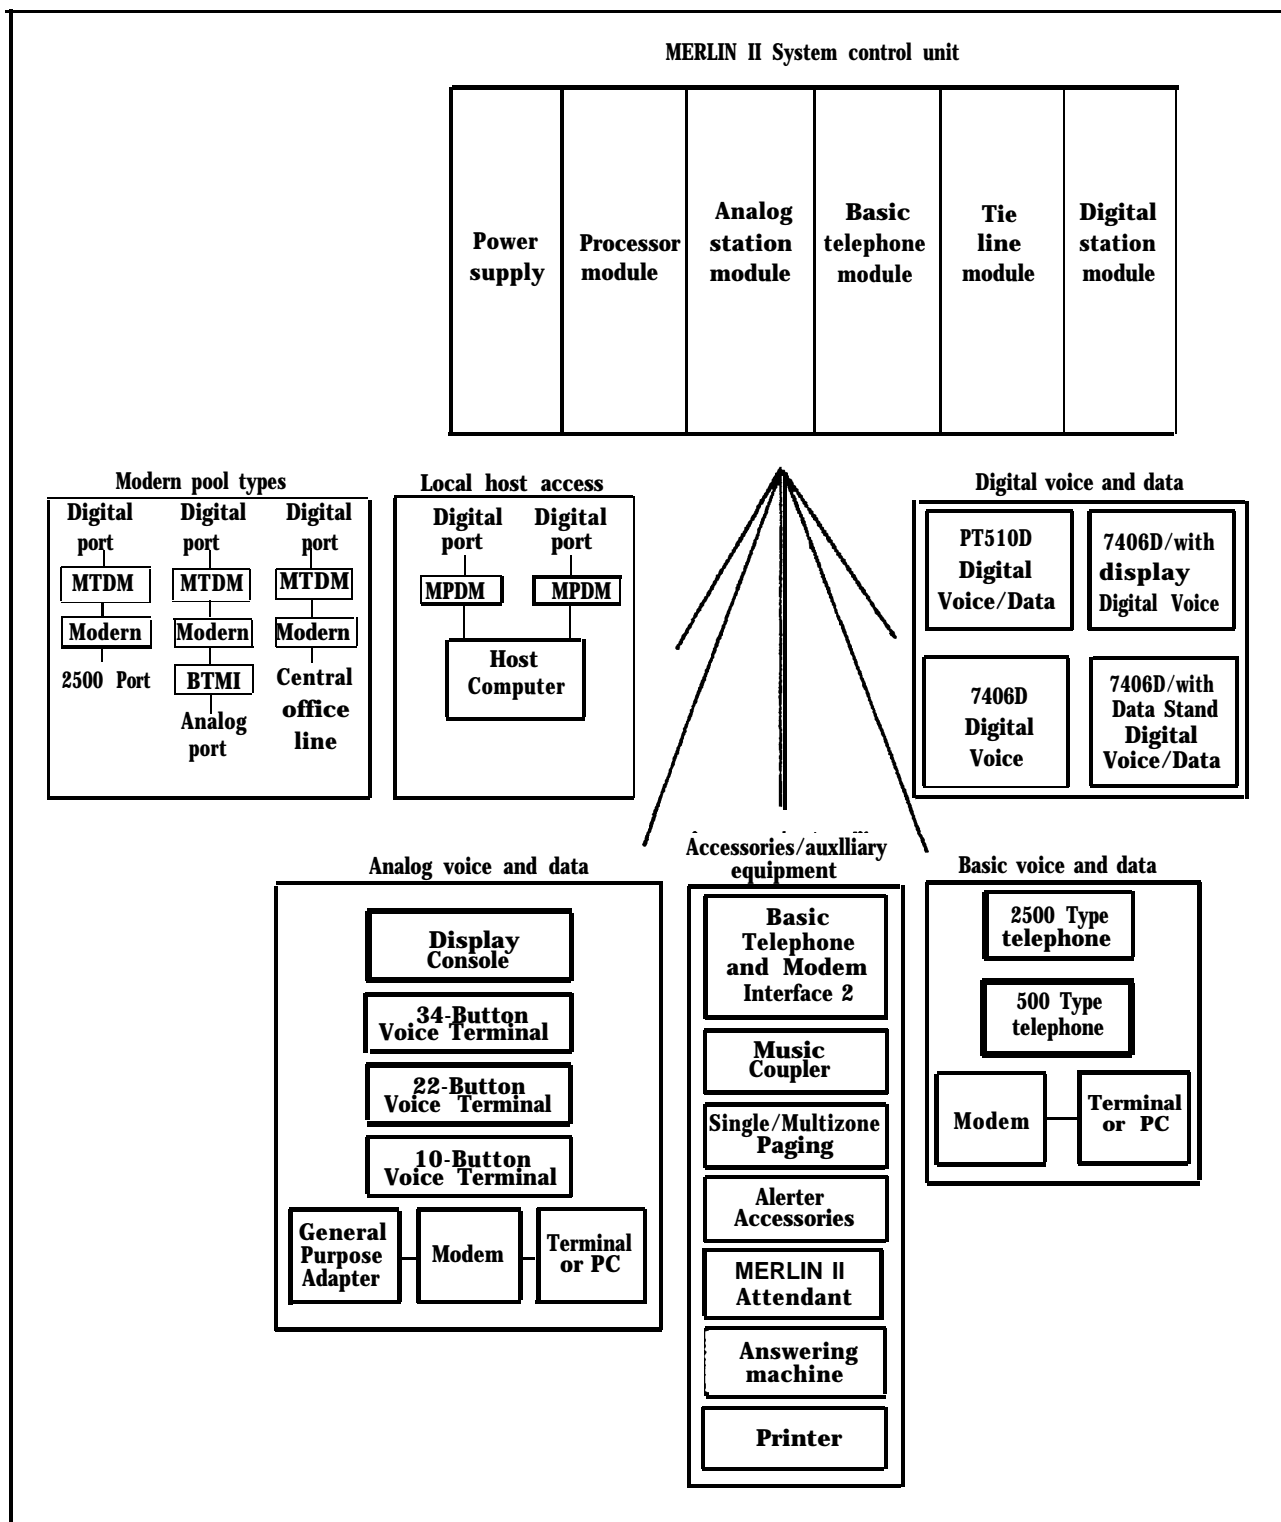 MERLIN II System control unit
Power
supply
Processor
module
Analog
station
module
Basic
telephone
module
Tie
line
module
Digital
station
module
Modern pool types
Digital
port
MTDM
Modern
2500 Port
Digital
port
MTDM
Modern
BTMI
Analog
port
Digital
port
MTDM
Modern
Central
office
line
Local host access
Digital
port
MPDM
Digital
port
MPDM
Host
Computer
Digital voice and data
PT510D
Digital
Voice/Data
7406D/with
display
Digital Voice
7406D
Digital
Voice
7406D/with
Data Stand
Digital
Voice/Data
Analog voice and data
Display
Console
34-Button
Voice Terminal
22-Button
Voice Terminal
10-Button
Voice Terminal
General
Purpose
Adapter
Modem
Terminal
or PC
Accessories/auxlliary
equipment
Basic
Telephone
and Modem
Interface 2
Music
Coupler
Single/Multizone
Paging
Alerter
Accessories
MERLIN II
Attendant
Answering
machine
Printer
Basic voice and data
2500 Type
telephone
500 Type
telephone
Modem
Terminal
or PC